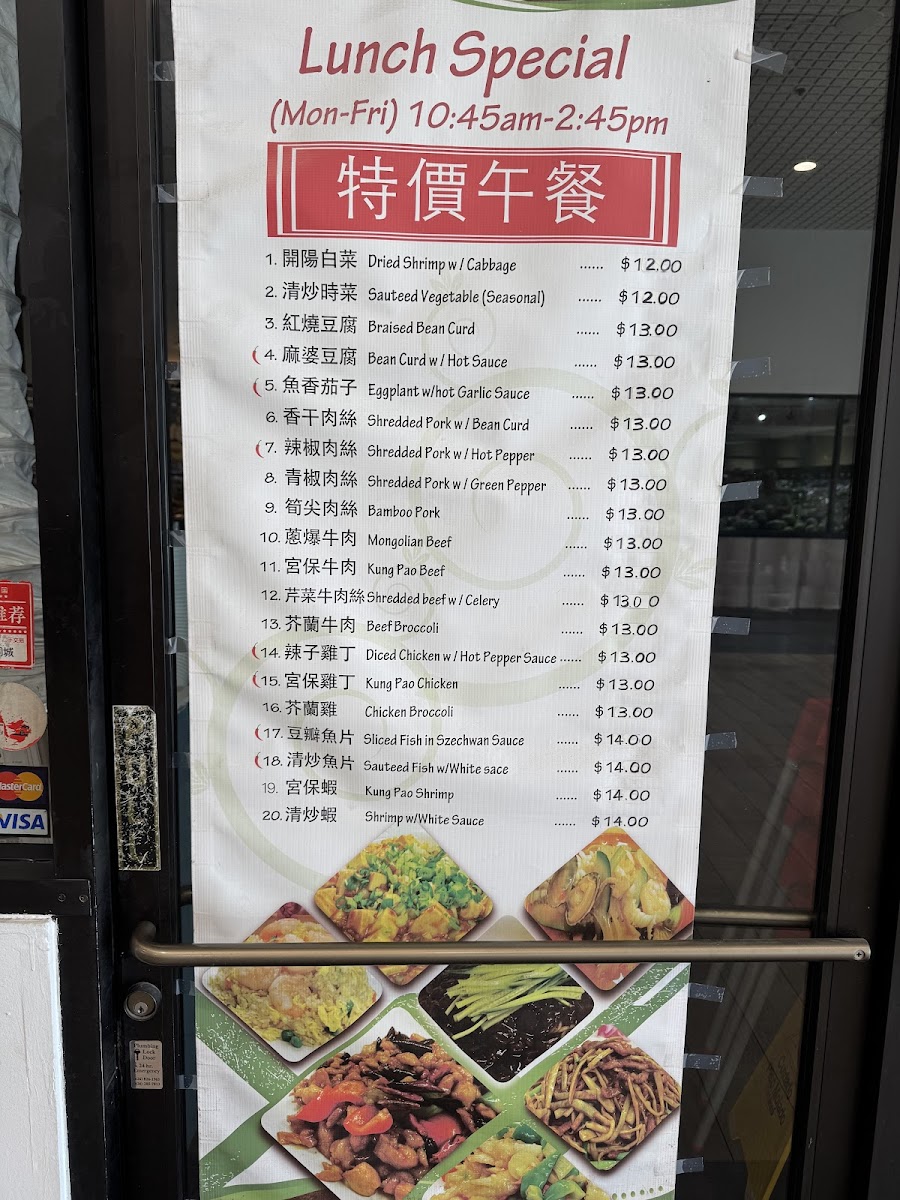 Lunch Special
(Mon-Fri) 10:45am-2:45pm
特價午餐
1. 開陽白菜 Dried Shrimp w / Cabbage ...... $12.00
2. 清炒時菜 Sauteed Vegetable (Seasonal) ...... $12.00
3. 紅燒豆腐 Braised Bean Curd ...... $13.00
4. 麻婆豆腐 Bean Curd w / Hot Sauce ...... $13.00
5. 魚香茄子 Eggplant w/hot Garlic Sauce ...... $13.00
6. 香干肉絲 Shredded Pork w / Bean Curd ...... $13.00
7. 辣椒肉絲 Shredded Pork w / Hot Pepper ...... $13.00
8. 青椒肉絲 Shredded Pork w / Green Pepper ...... $13.00
9. 筍尖肉絲 Bamboo Pork ...... $13.00
10. 蔥爆牛肉 Mongolian Beef ...... $13.00
11. 宮保牛肉 Kung Pao Beef ...... $13.00
12. 芹菜牛肉絲 Shredded beef w / Celery ...... $13.00
13. 芥蘭牛肉 Beef Broccoli ...... $13.00
14. 辣子雞丁 Diced Chicken w / Hot Pepper Sauce ...... $13.00
15. 宮保雞丁 Kung Pao Chicken ...... $13.00
16. 芥蘭雞 Chicken Broccoli ...... $13.00
17. 豆瓣魚片 Sliced Fish in Szechwan Sauce ...... $14.00
18. 清炒魚片 Sauteed Fish w/White sace ...... $14.00
19. 宮保蝦 Kung Pao Shrimp ...... $14.00
20. 清炒蝦 Shrimp w/White Sauce ...... $14.00
推荐
MasterCard
VISA
Plumbing
Lock
Door
24 hr.
Emergency